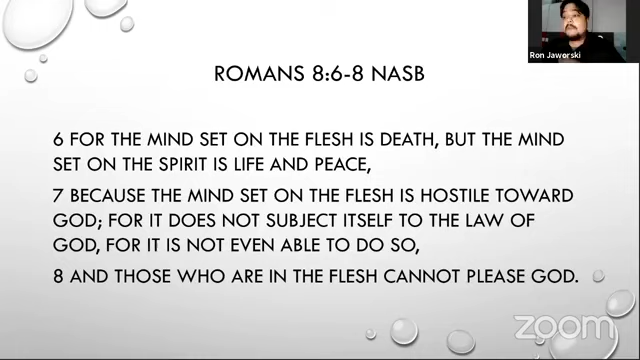 Ron Jaworski
ROMANS 8:6-8 NASB
6 FOR THE MIND SET ON THE FLESH IS DEATH, BUT THE MIND
SET ON THE SPIRIT IS LIFE AND PEACE,
7 BECAUSE THE MIND SET ON THE FLESH IS HOSTILE TOWARD
GOD; FOR IT DOES NOT SUBJECT ITSELF TO THE LAW OF
GOD, FOR IT IS NOT EVEN ABLE TO DO SO,
8 AND THOSE WHO ARE IN THE FLESH CANNOT PLEASE GOD.
zoom